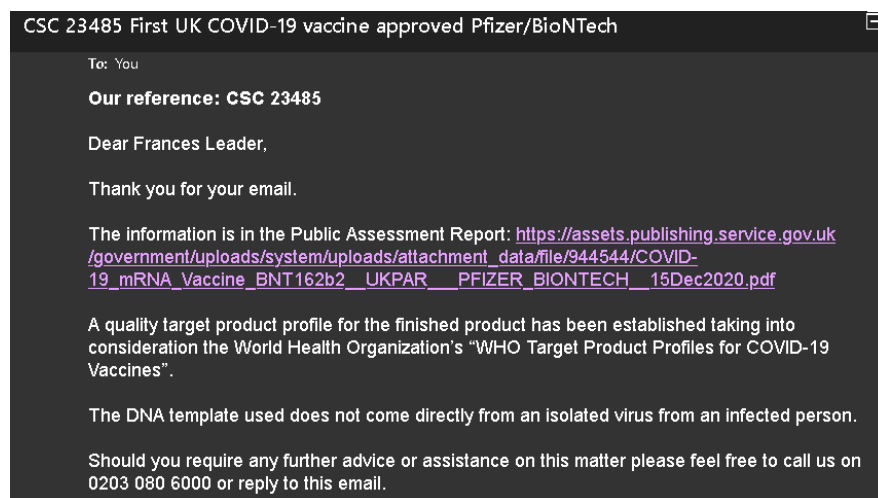 CSC 23485 First UK COVID-19 vaccine approved Pfizer/BioNTech
To: You
Our reference: CSC 23485
Dear Frances Leader,
Thank you for your email.
The information is in the Public Assessment Report: https://assets.publishing.service.gov.uk
/government/uploads/system/uploads/attachment_data/file/944544/COVID-
19_mRNA_Vaccine_BNT162b2__UKPAR___PFIZER_BIONTECH__15Dec2020.pdf
A quality target product profile for the finished product has been established taking into
consideration the World Health Organization's “WHO Target Product Profiles for COVID-19
Vaccines”.
The DNA template used does not come directly from an isolated virus from an infected person.
Should you require any further advice or assistance on this matter please feel free to call us on
0203 080 6000 or reply to this email.